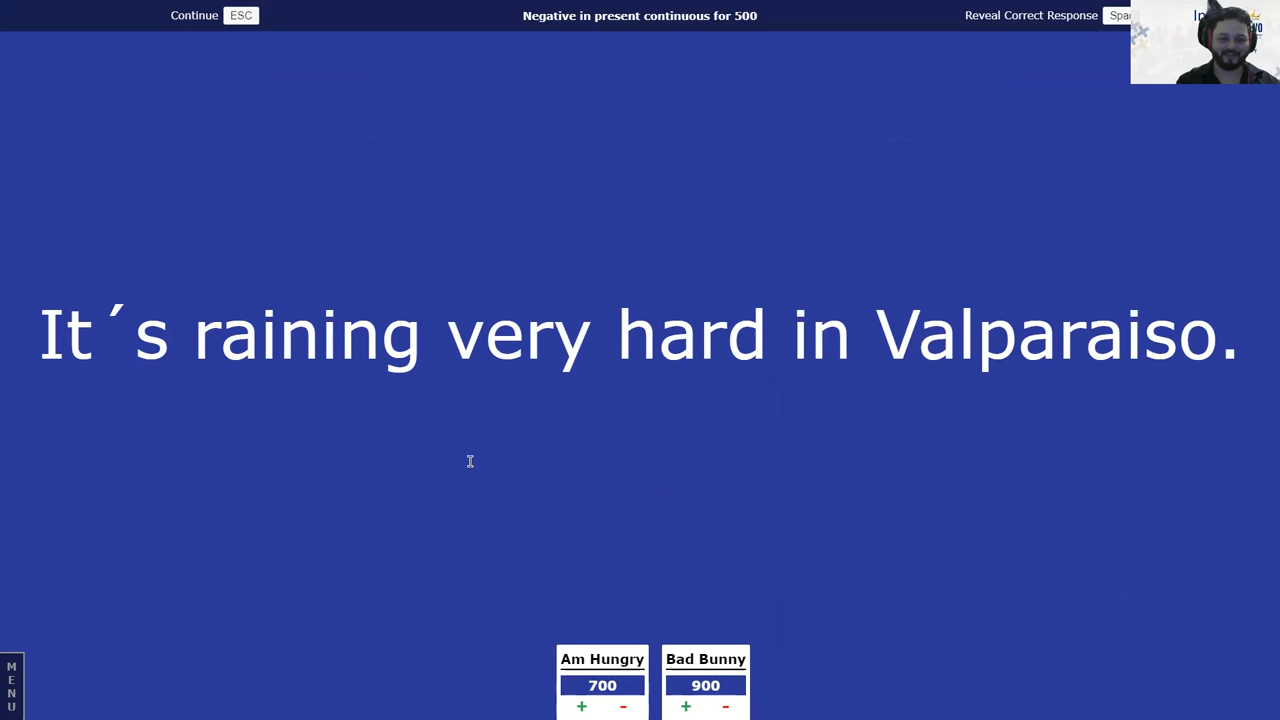 Continue ESC
Negative in present continuous for 500
Reveal Correct Response
It´s raining very hard in Valparaiso.
Am Hungry
700
+ -
Bad Bunny
900
+ -
MENU